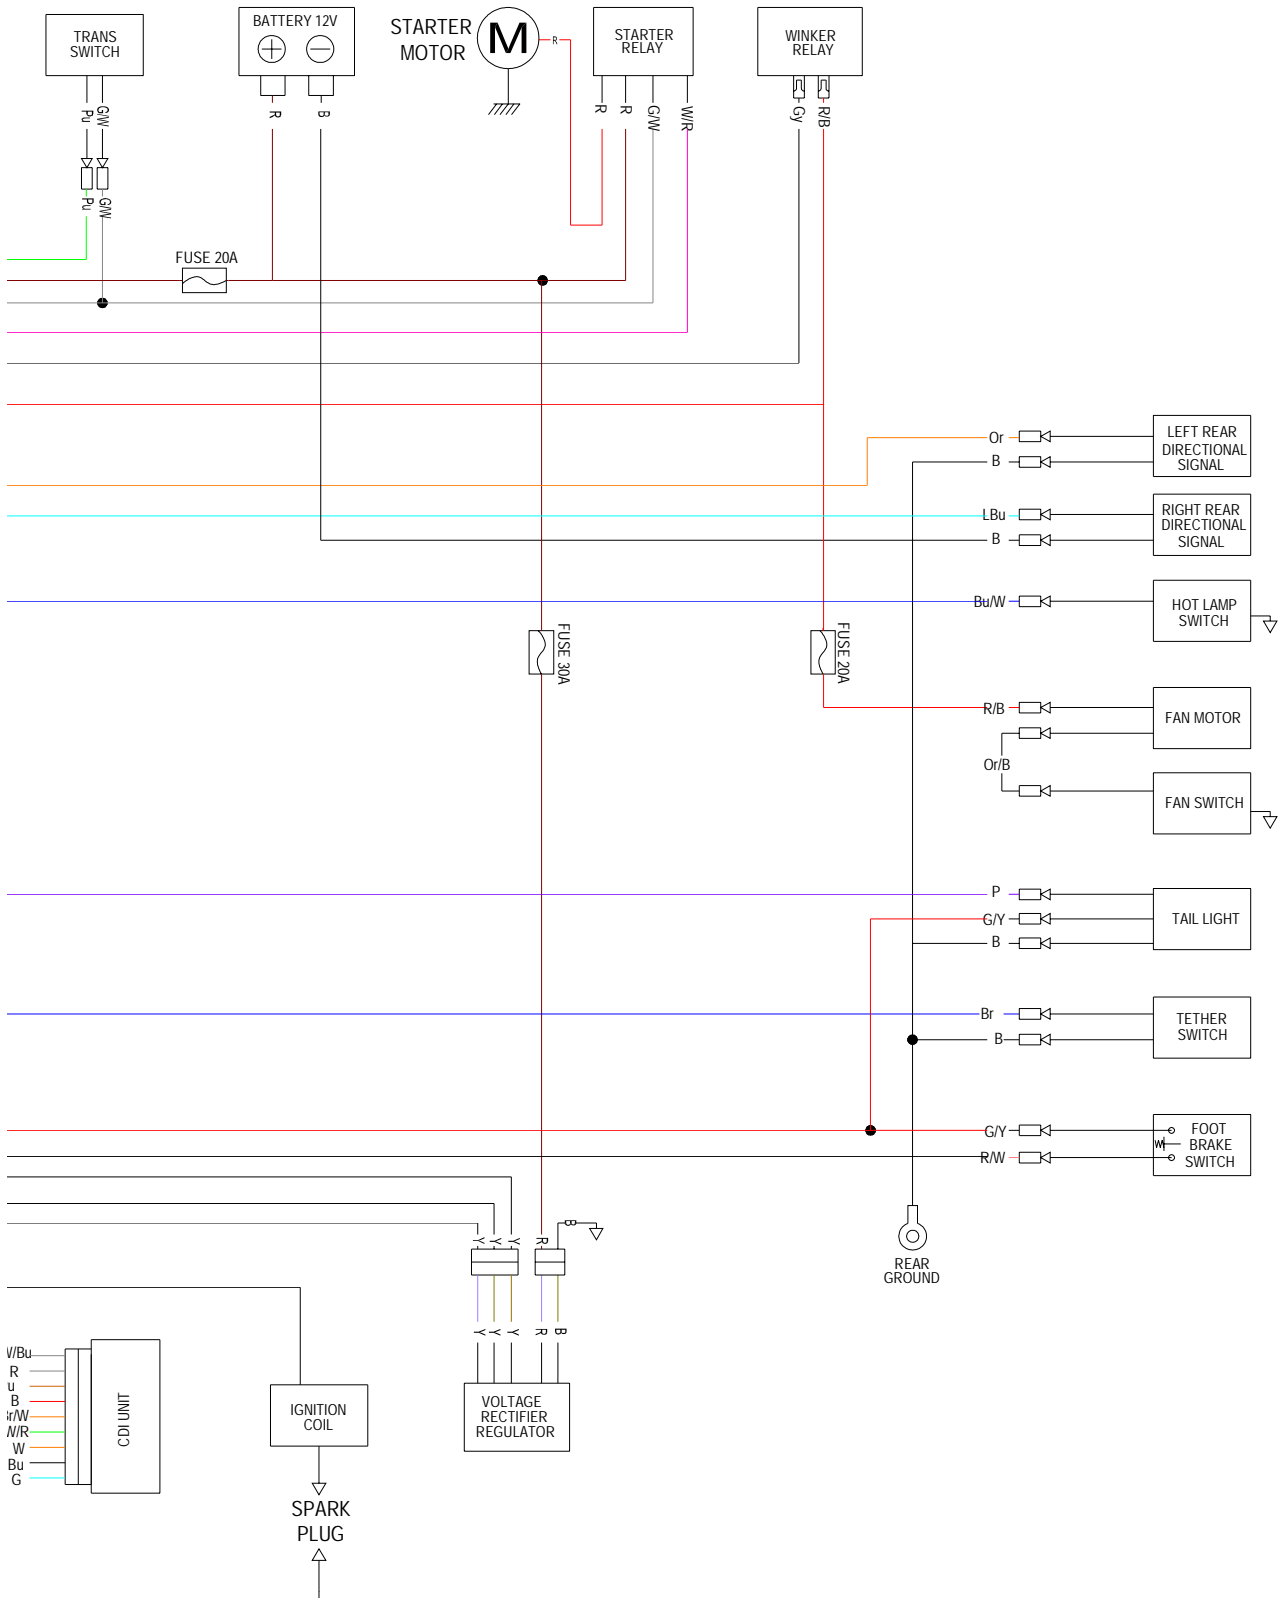 TRANS
SWITCH
BATTERY 12V
STARTER
MOTOR
M
R
STARTER
RELAY
WINKER
RELAY
Pu
G/W
R
B
R
R
G/W
W/R
Gy
R/B
Pu
G/W
FUSE 20A
Or
B
LEFT REAR
DIRECTIONAL
SIGNAL
LBu
B
RIGHT REAR
DIRECTIONAL
SIGNAL
Bu/W
HOT LAMP
SWITCH
FUSE 30A
FUSE 20A
R/B
FAN MOTOR
Or/B
FAN SWITCH
P
G/Y
B
TAIL LIGHT
Br
B
TETHER
SWITCH
G/Y
R/W
FOOT
BRAKE
SWITCH
Y
Y
Y
R
B
REAR
GROUND
Y
Y
Y
R
B
VOLTAGE
RECTIFIER
REGULATOR
IGNITION
COIL
SPARK
PLUG
W/Bu
R
B
Br/W
W/R
W
Bu
G
CDI UNIT